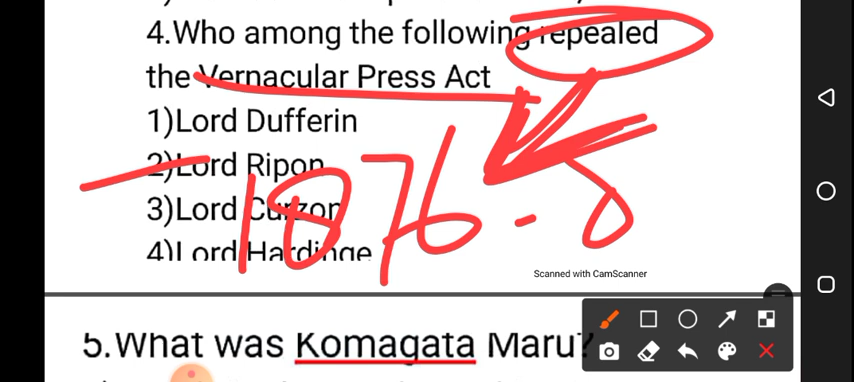 4.Who among the following repealed
the Vernacular Press Act
1)Lord Dufferin
2)Lord Ripon
3)Lord Curzon
4)Lord Hardinge
1876-8
Scanned with CamScanner
5.What was Komagata Maru?